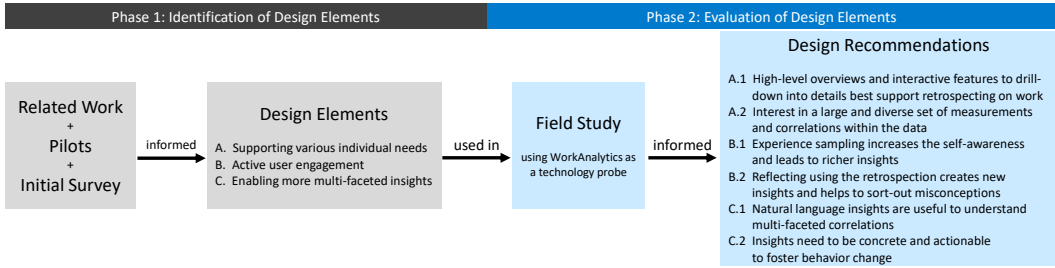 Phase 1: Identification of Design Elements
Phase 2: Evaluation of Design Elements
Related Work
+
Pilots
+
Initial Survey
informed
Design Elements
A. Supporting various individual needs
B. Active user engagement
C. Enabling more multi-faceted insights
used in
Field Study
using WorkAnalytics as
a technology probe
informed
Design Recommendations
A.1 High-level overviews and interactive features to drill-
down into details best support retrospecting on work
A.2 Interest in a large and diverse set of measurements
and correlations within the data
B.1 Experience sampling increases the self-awareness
and leads to richer insights
B.2 Reflecting using the retrospection creates new
insights and helps to sort-out misconceptions
C.1 Natural language insights are useful to understand
multi-faceted correlations
C.2 Insights need to be concrete and actionable
to foster behavior change